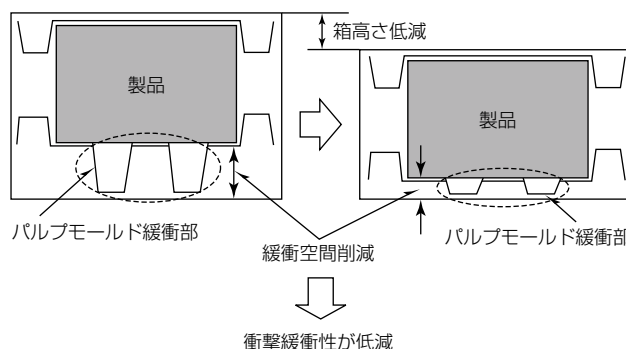 箱高さ低減
製品
製品
パルプモールド緩衝部
パルプモールド緩衝部
緩衝空間削減
衝撃緩衝性が低減